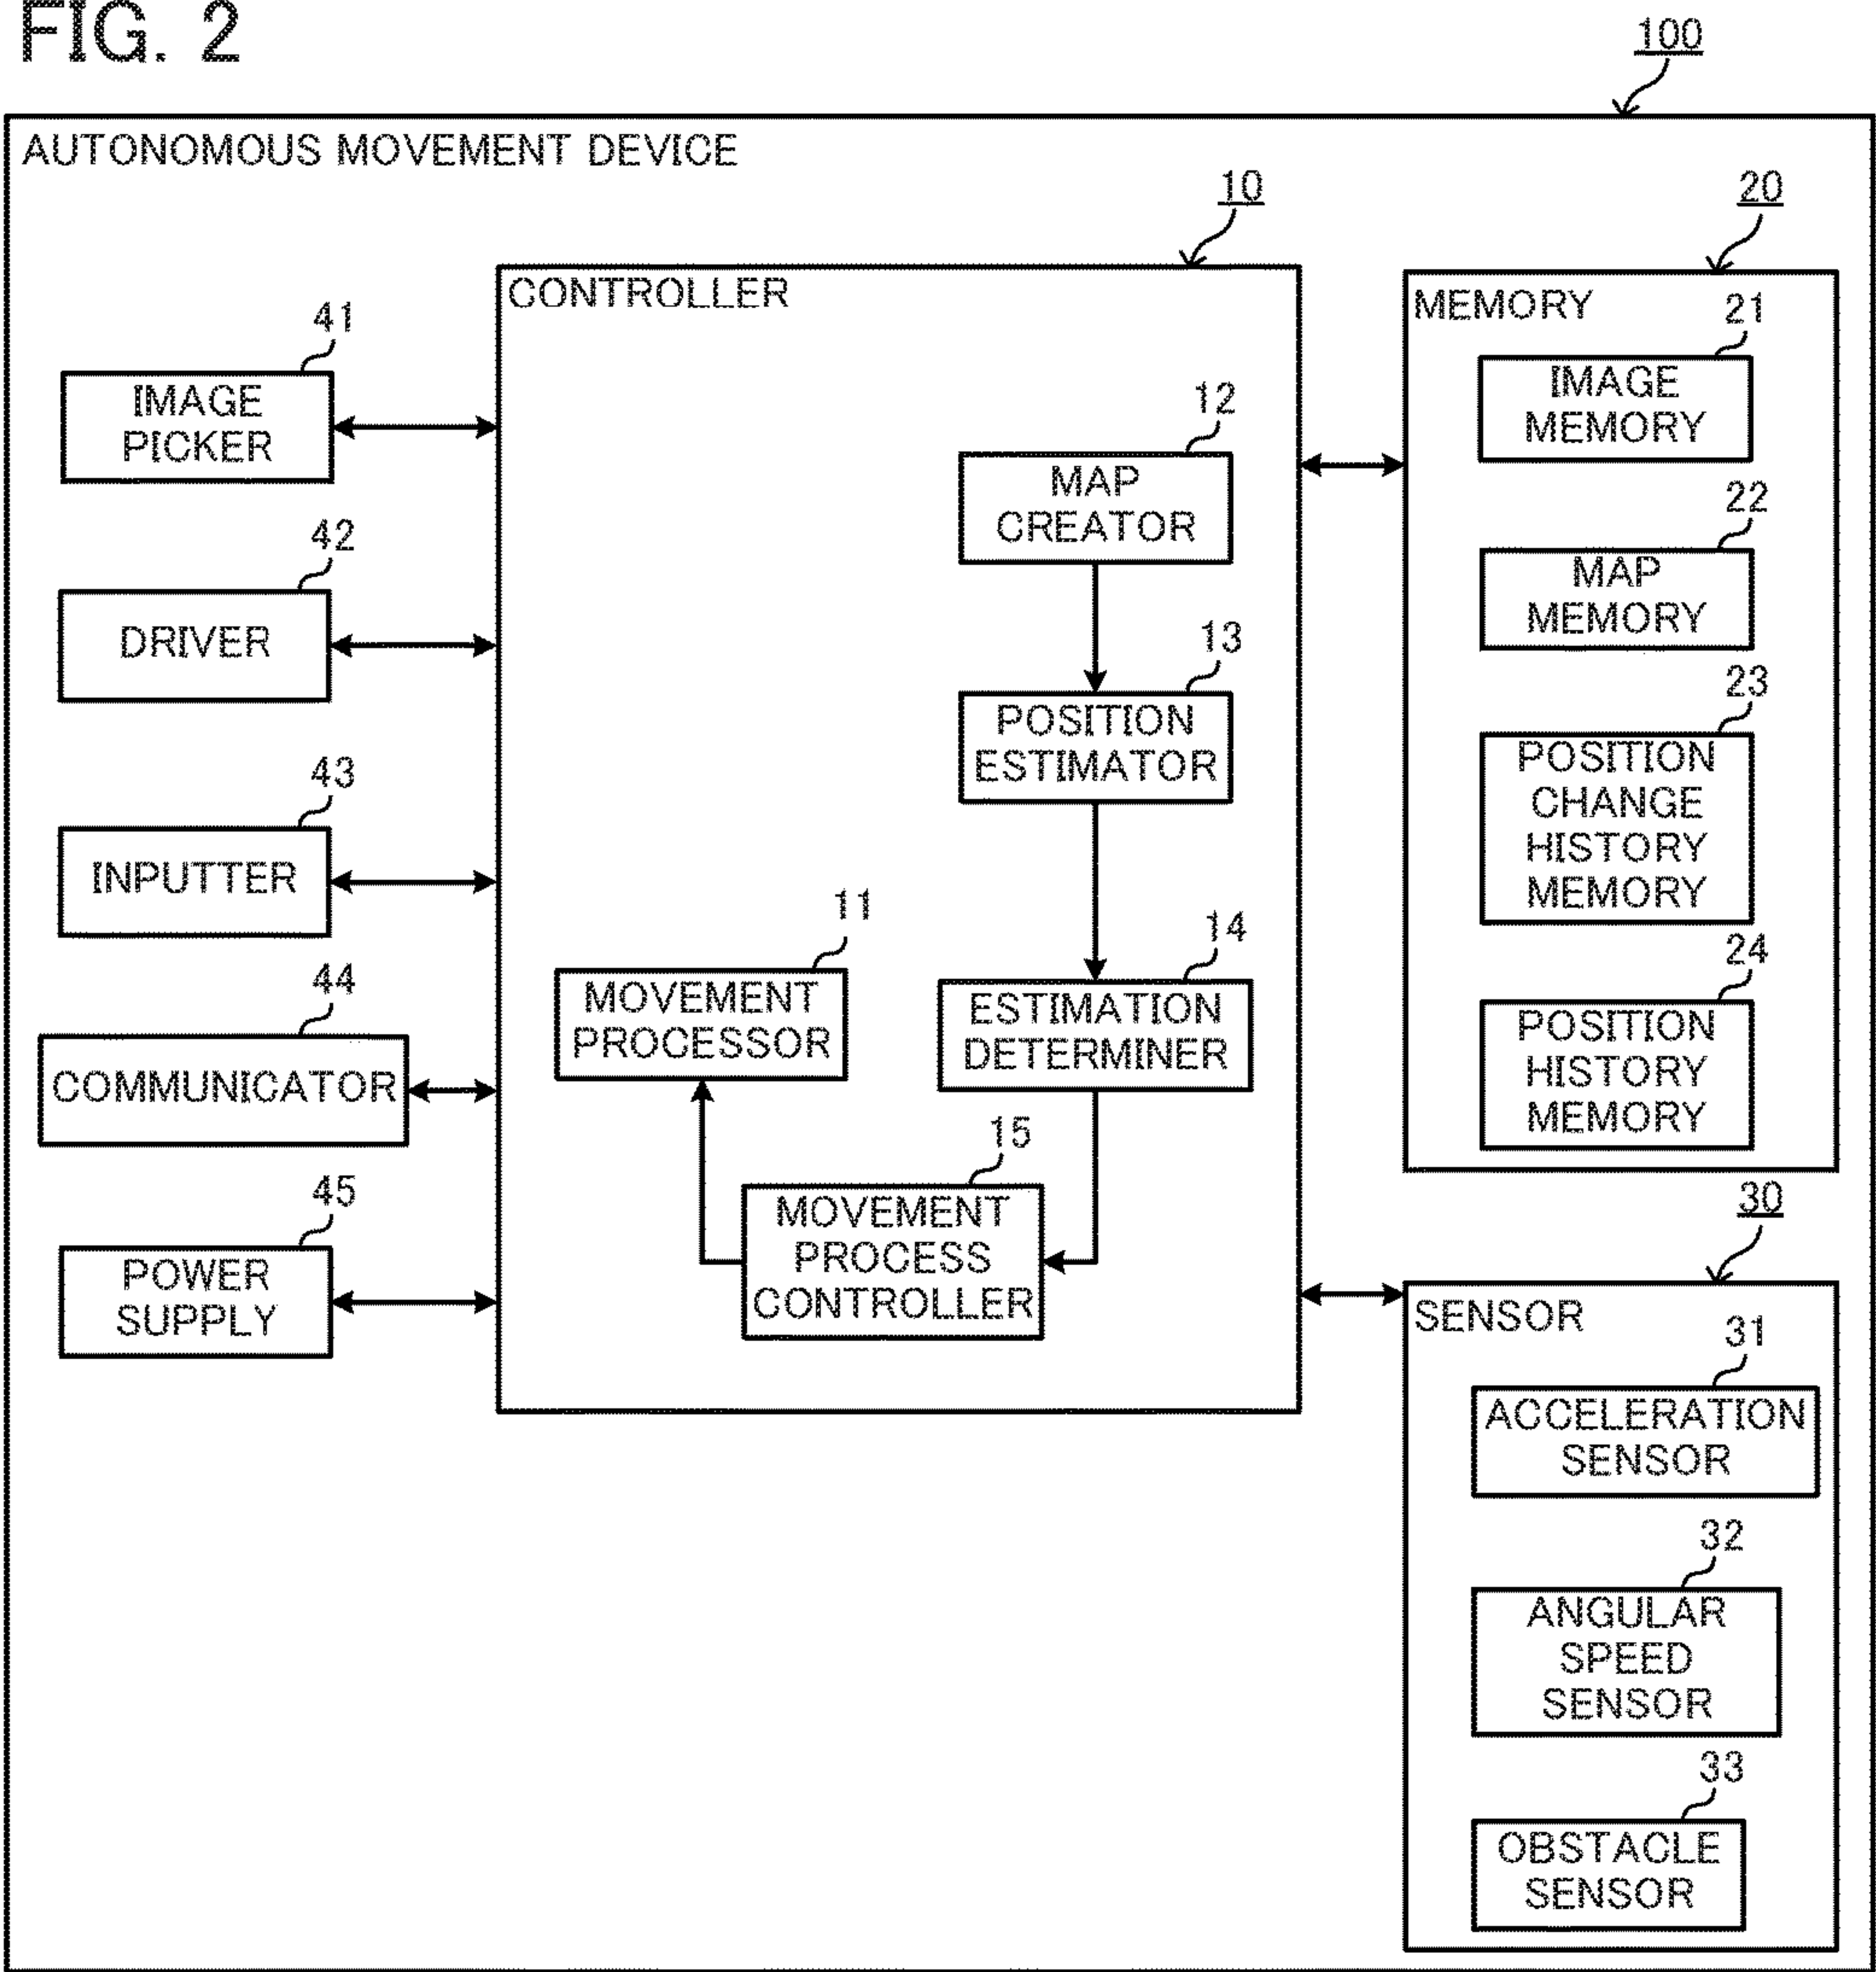 FIG. 2
100
AUTONOMOUS MOVEMENT DEVICE
10
CONTROLLER
41
IMAGE
PICKER
42
DRIVER
43
INPUTTER
44
COMMUNICATOR
45
POWER
SUPPLY
12
MAP
CREATOR
13
POSITION
ESTIMATOR
14
ESTIMATION
DETERMINER
11
MOVEMENT
PROCESSOR
15
MOVEMENT
PROCESS
CONTROLLER
20
MEMORY
21
IMAGE
MEMORY
22
MAP
MEMORY
23
POSITION
CHANGE
HISTORY
MEMORY
24
POSITION
HISTORY
MEMORY
30
SENSOR
31
ACCELERATION
SENSOR
32
ANGULAR
SPEED
SENSOR
33
OBSTACLE
SENSOR